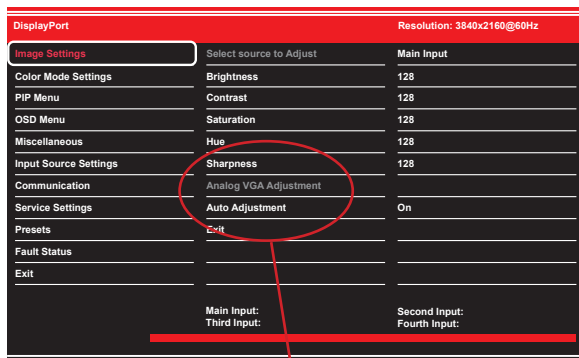 DisplayPort Resolution: 3840x2160@60Hz
Image Settings Select source to Adjust Main Input
Color Mode Settings Brightness 128
PIP Menu Contrast 128
OSD Menu Saturation 128
Miscellaneous Hue 128
Input Source Settings Sharpness 128
Communication Analog VGA Adjustment
Service Settings Auto Adjustment On
Presets Exit
Fault Status
Exit
Main Input: Second Input:
Third Input: Fourth Input: